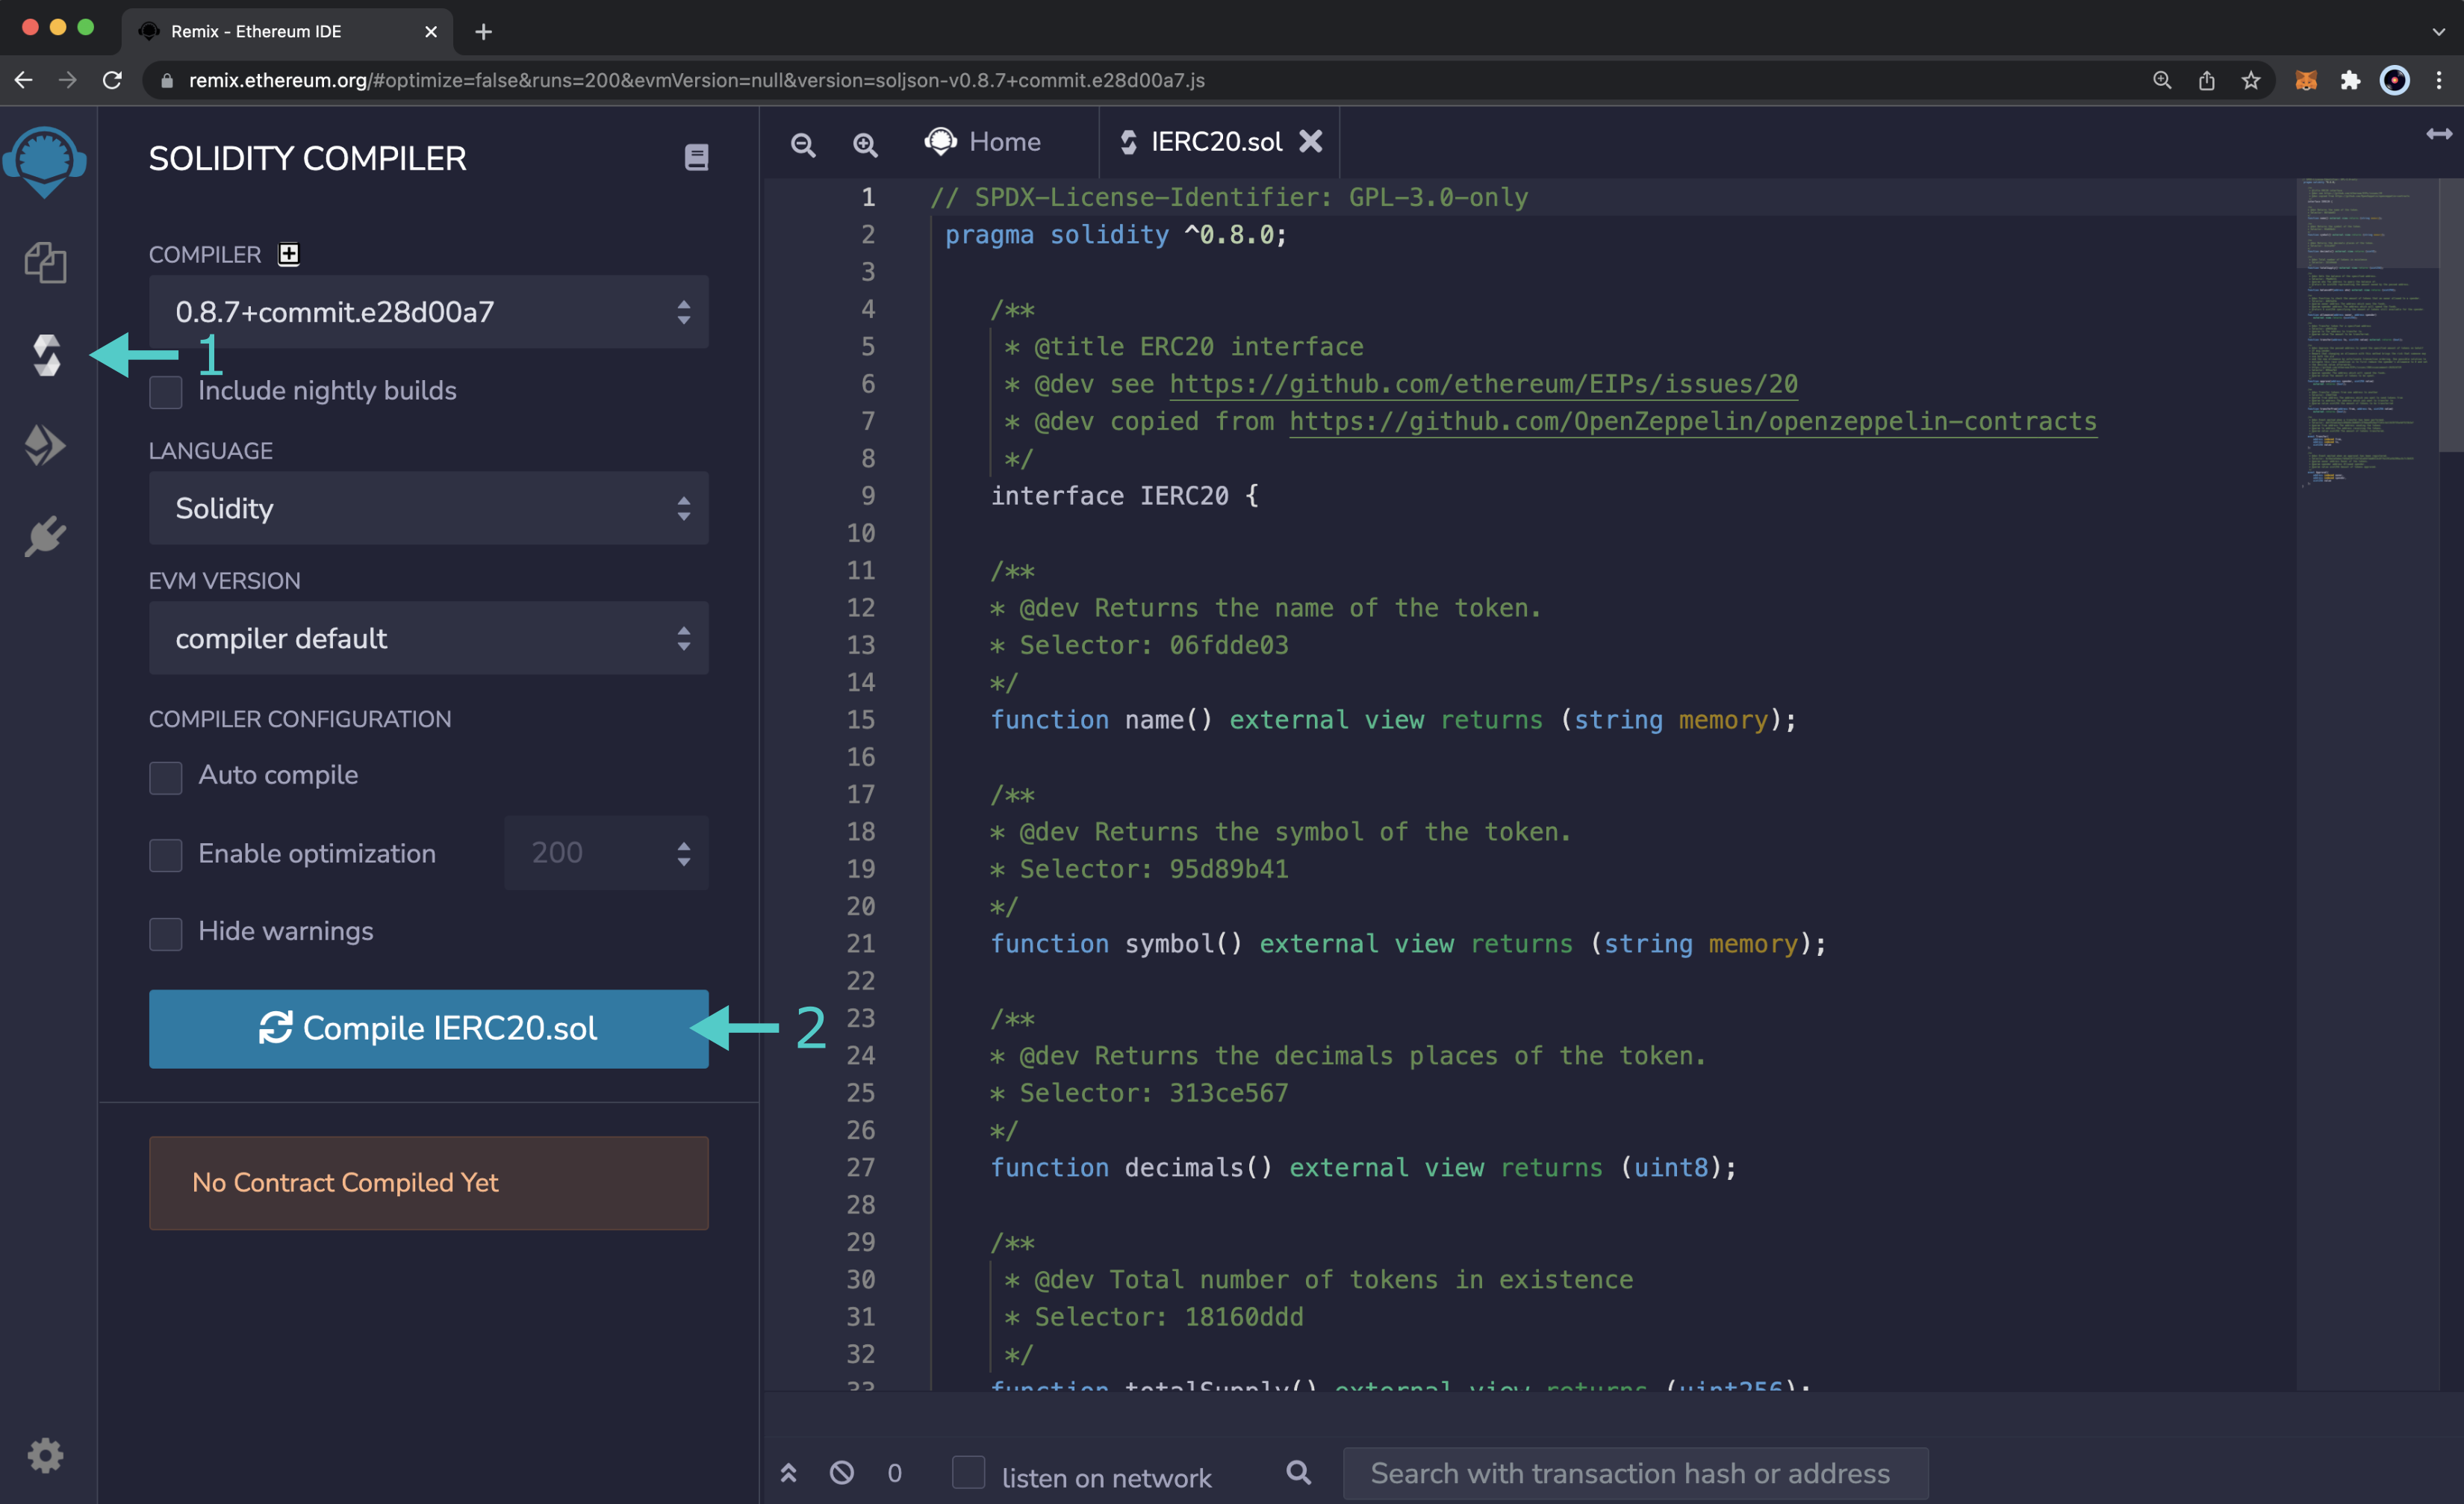 Remix - Ethereum IDE
remix.ethereum.org/#optimize=false&runs=200&evmVersion=null&version=soljson-v0.8.7+commit.e28d00a7.js
SOLIDITY COMPILER
COMPILER
0.8.7+commit.e28d00a7
1
Include nightly builds
LANGUAGE
Solidity
EVM VERSION
compiler default
COMPILER CONFIGURATION
Auto compile
Enable optimization
200
Hide warnings
Compile IERC20.sol
2
No Contract Compiled Yet
Home
IERC20.sol
1 // SPDX-License-Identifier: GPL-3.0-only
2 pragma solidity ^0.8.0;
3
4 /**
5 * @title ERC20 interface
6 * @dev see https://github.com/ethereum/EIPs/issues/20
7 * @dev copied from https://github.com/OpenZeppelin/openzeppelin-contracts
8 */
9 interface IERC20 {
10
11 /**
12 * @dev Returns the name of the token.
13 * Selector: 06fdde03
14 */
15 function name() external view returns (string memory);
16
17 /**
18 * @dev Returns the symbol of the token.
19 * Selector: 95d89b41
20 */
21 function symbol() external view returns (string memory);
22
23 /**
24 * @dev Returns the decimals places of the token.
25 * Selector: 313ce567
26 */
27 function decimals() external view returns (uint8);
28
29 /**
30 * @dev Total number of tokens in existence
31 * Selector: 18160ddd
32 */
33 function totalSupply() external view returns (uint256);
0
listen on network
Search with transaction hash or address